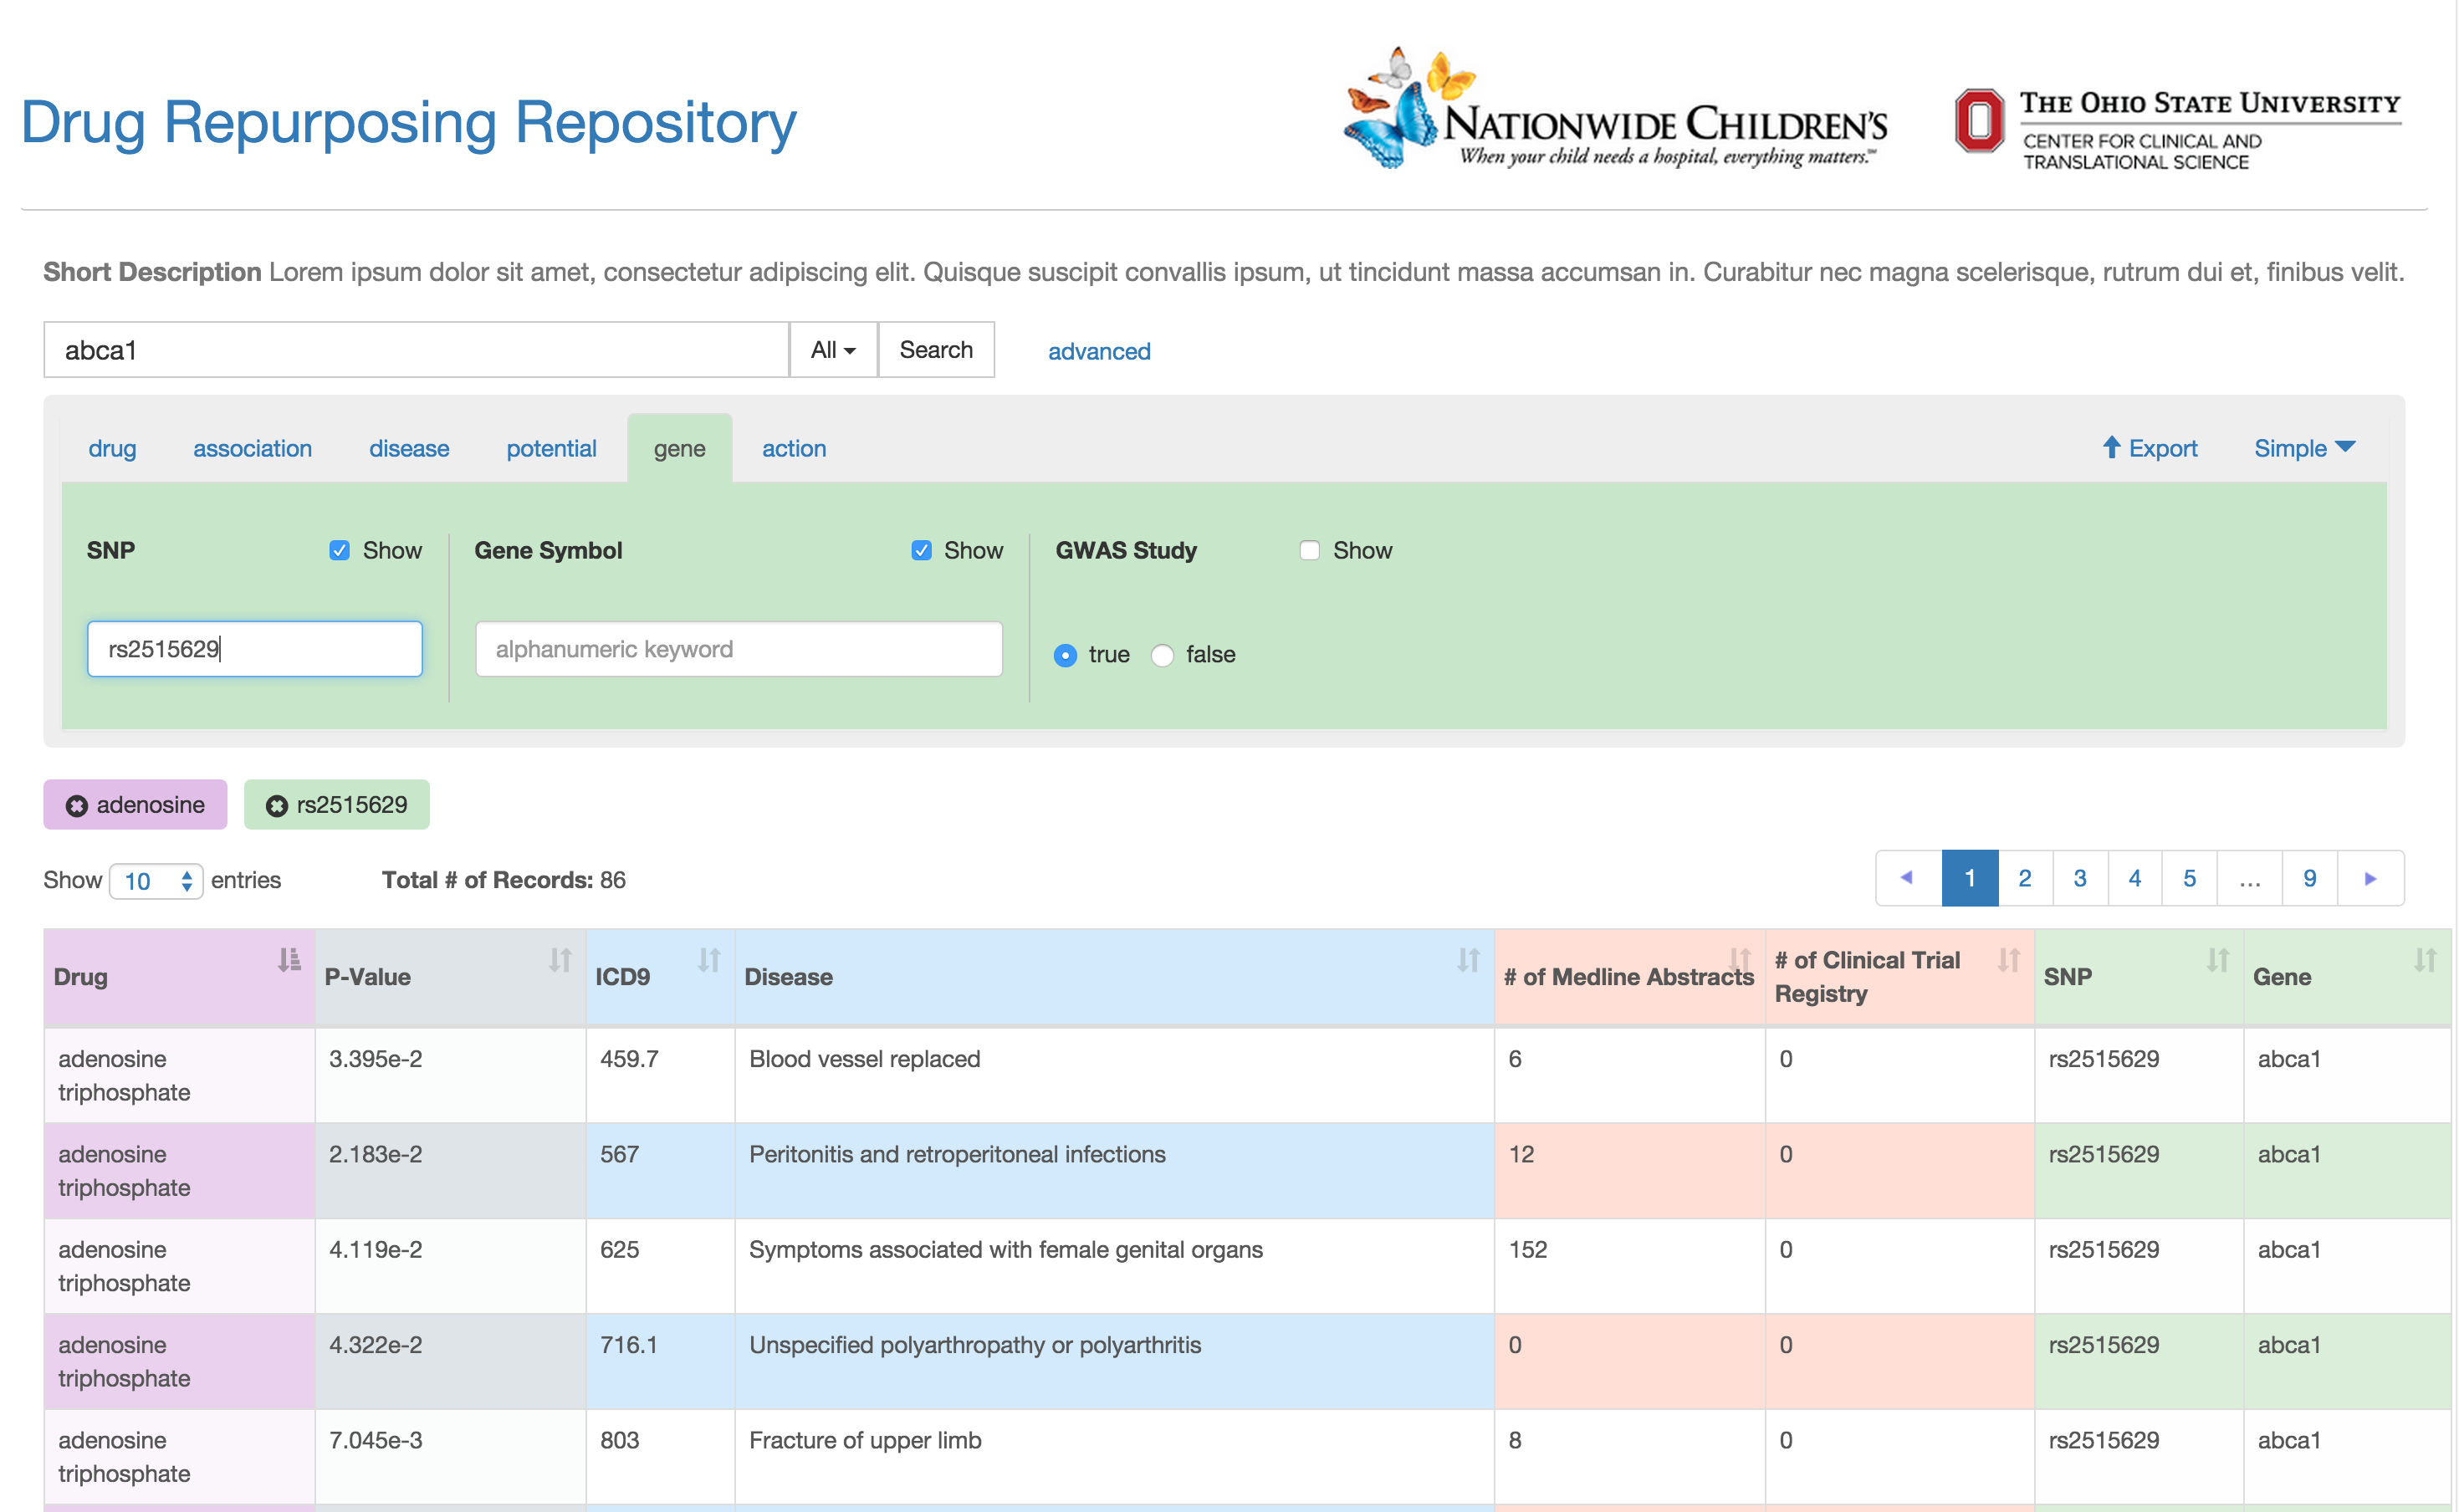 Drug Repurposing Repository
NATIONWIDE CHILDREN'S
When your child needs a hospital, everything matters.℠
THE OHIO STATE UNIVERSITY
CENTER FOR CLINICAL AND
TRANSLATIONAL SCIENCE
Short Description Lorem ipsum dolor sit amet, consectetur adipiscing elit. Quisque suscipit convallis ipsum, ut tincidunt massa accumsan in. Curabitur nec magna scelerisque, rutrum dui et, finibus velit.
abca1 All Search advanced
drug association disease potential gene action Export Simple
SNP Show Gene Symbol Show GWAS Study Show
rs2515629 alphanumeric keyword true false
adenosine rs2515629
Show 10 entries Total # of Records: 86 1 2 3 4 5 ... 9
Drug P-Value ICD9 Disease # of Medline Abstracts # of Clinical Trial Registry SNP Gene
adenosine triphosphate 3.395e-2 459.7 Blood vessel replaced 6 0 rs2515629 abca1
adenosine triphosphate 2.183e-2 567 Peritonitis and retroperitoneal infections 12 0 rs2515629 abca1
adenosine triphosphate 4.119e-2 625 Symptoms associated with female genital organs 152 0 rs2515629 abca1
adenosine triphosphate 4.322e-2 716.1 Unspecified polyarthropathy or polyarthritis 0 0 rs2515629 abca1
adenosine triphosphate 7.045e-3 803 Fracture of upper limb 8 0 rs2515629 abca1